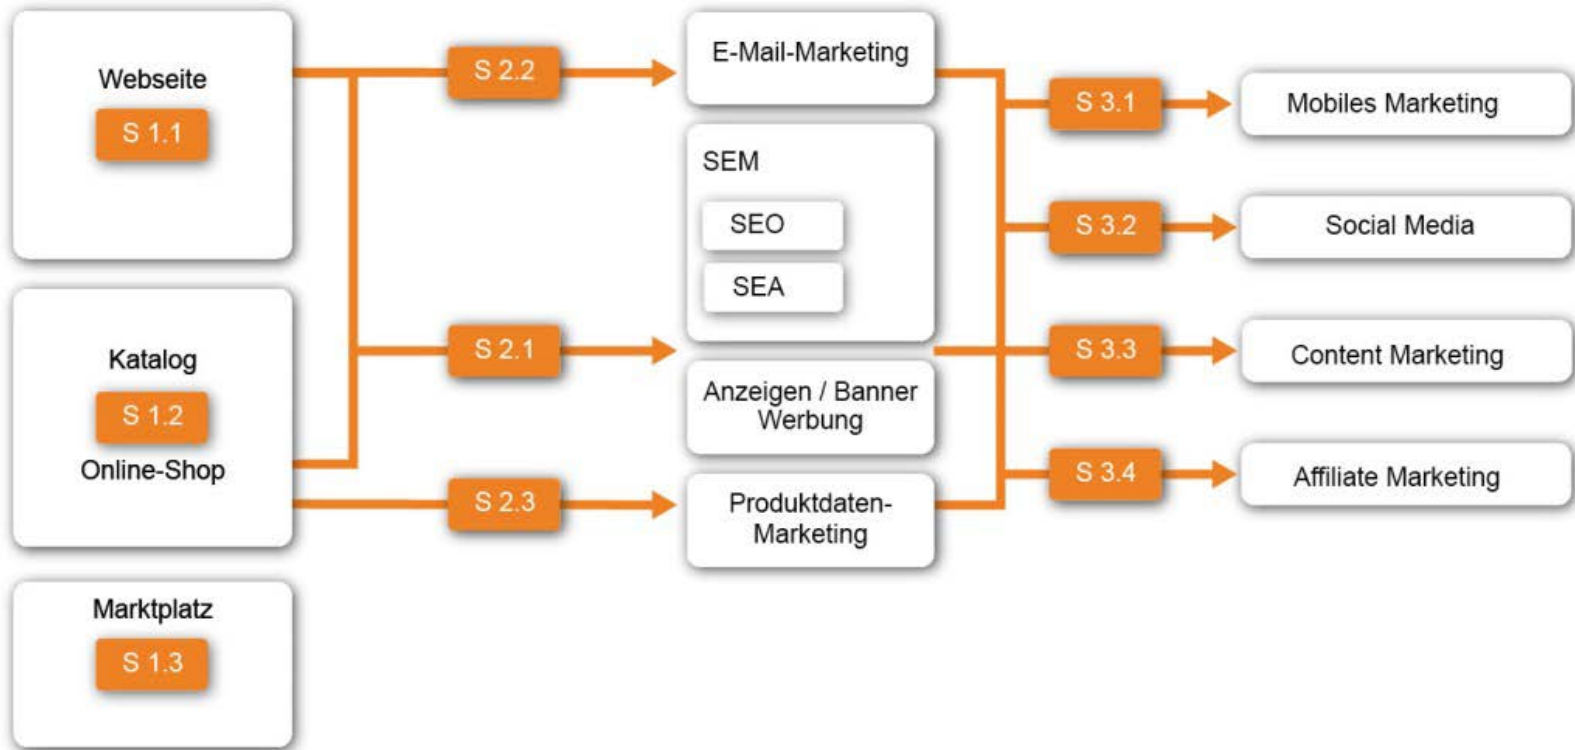 Webseite
S 1.1
Katalog
S 1.2
Online-Shop
Marktplatz
S 1.3
S 2.2
S 2.1
S 2.3
E-Mail-Marketing
SEM
SEO
SEA
Anzeigen / Banner
Werbung
Produktdaten-
Marketing
S 3.1
Mobiles Marketing
S 3.2
Social Media
S 3.3
Content Marketing
S 3.4
Affiliate Marketing